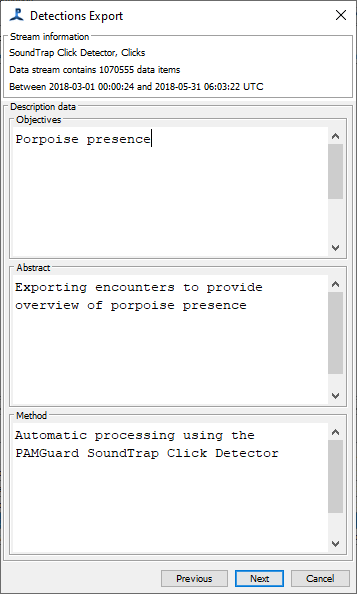 Detections Export
Stream information
SoundTrap Click Detector, Clicks
Data stream contains 1070555 data items
Between 2018-03-01 00:00:24 and 2018-05-31 06:03:22 UTC
Description data
Objectives
Porpoise presence
Abstract
Exporting encounters to provide
overview of porpoise presence
Method
Automatic processing using the
PAMGuard SoundTrap Click Detector
Previous
Next
Cancel